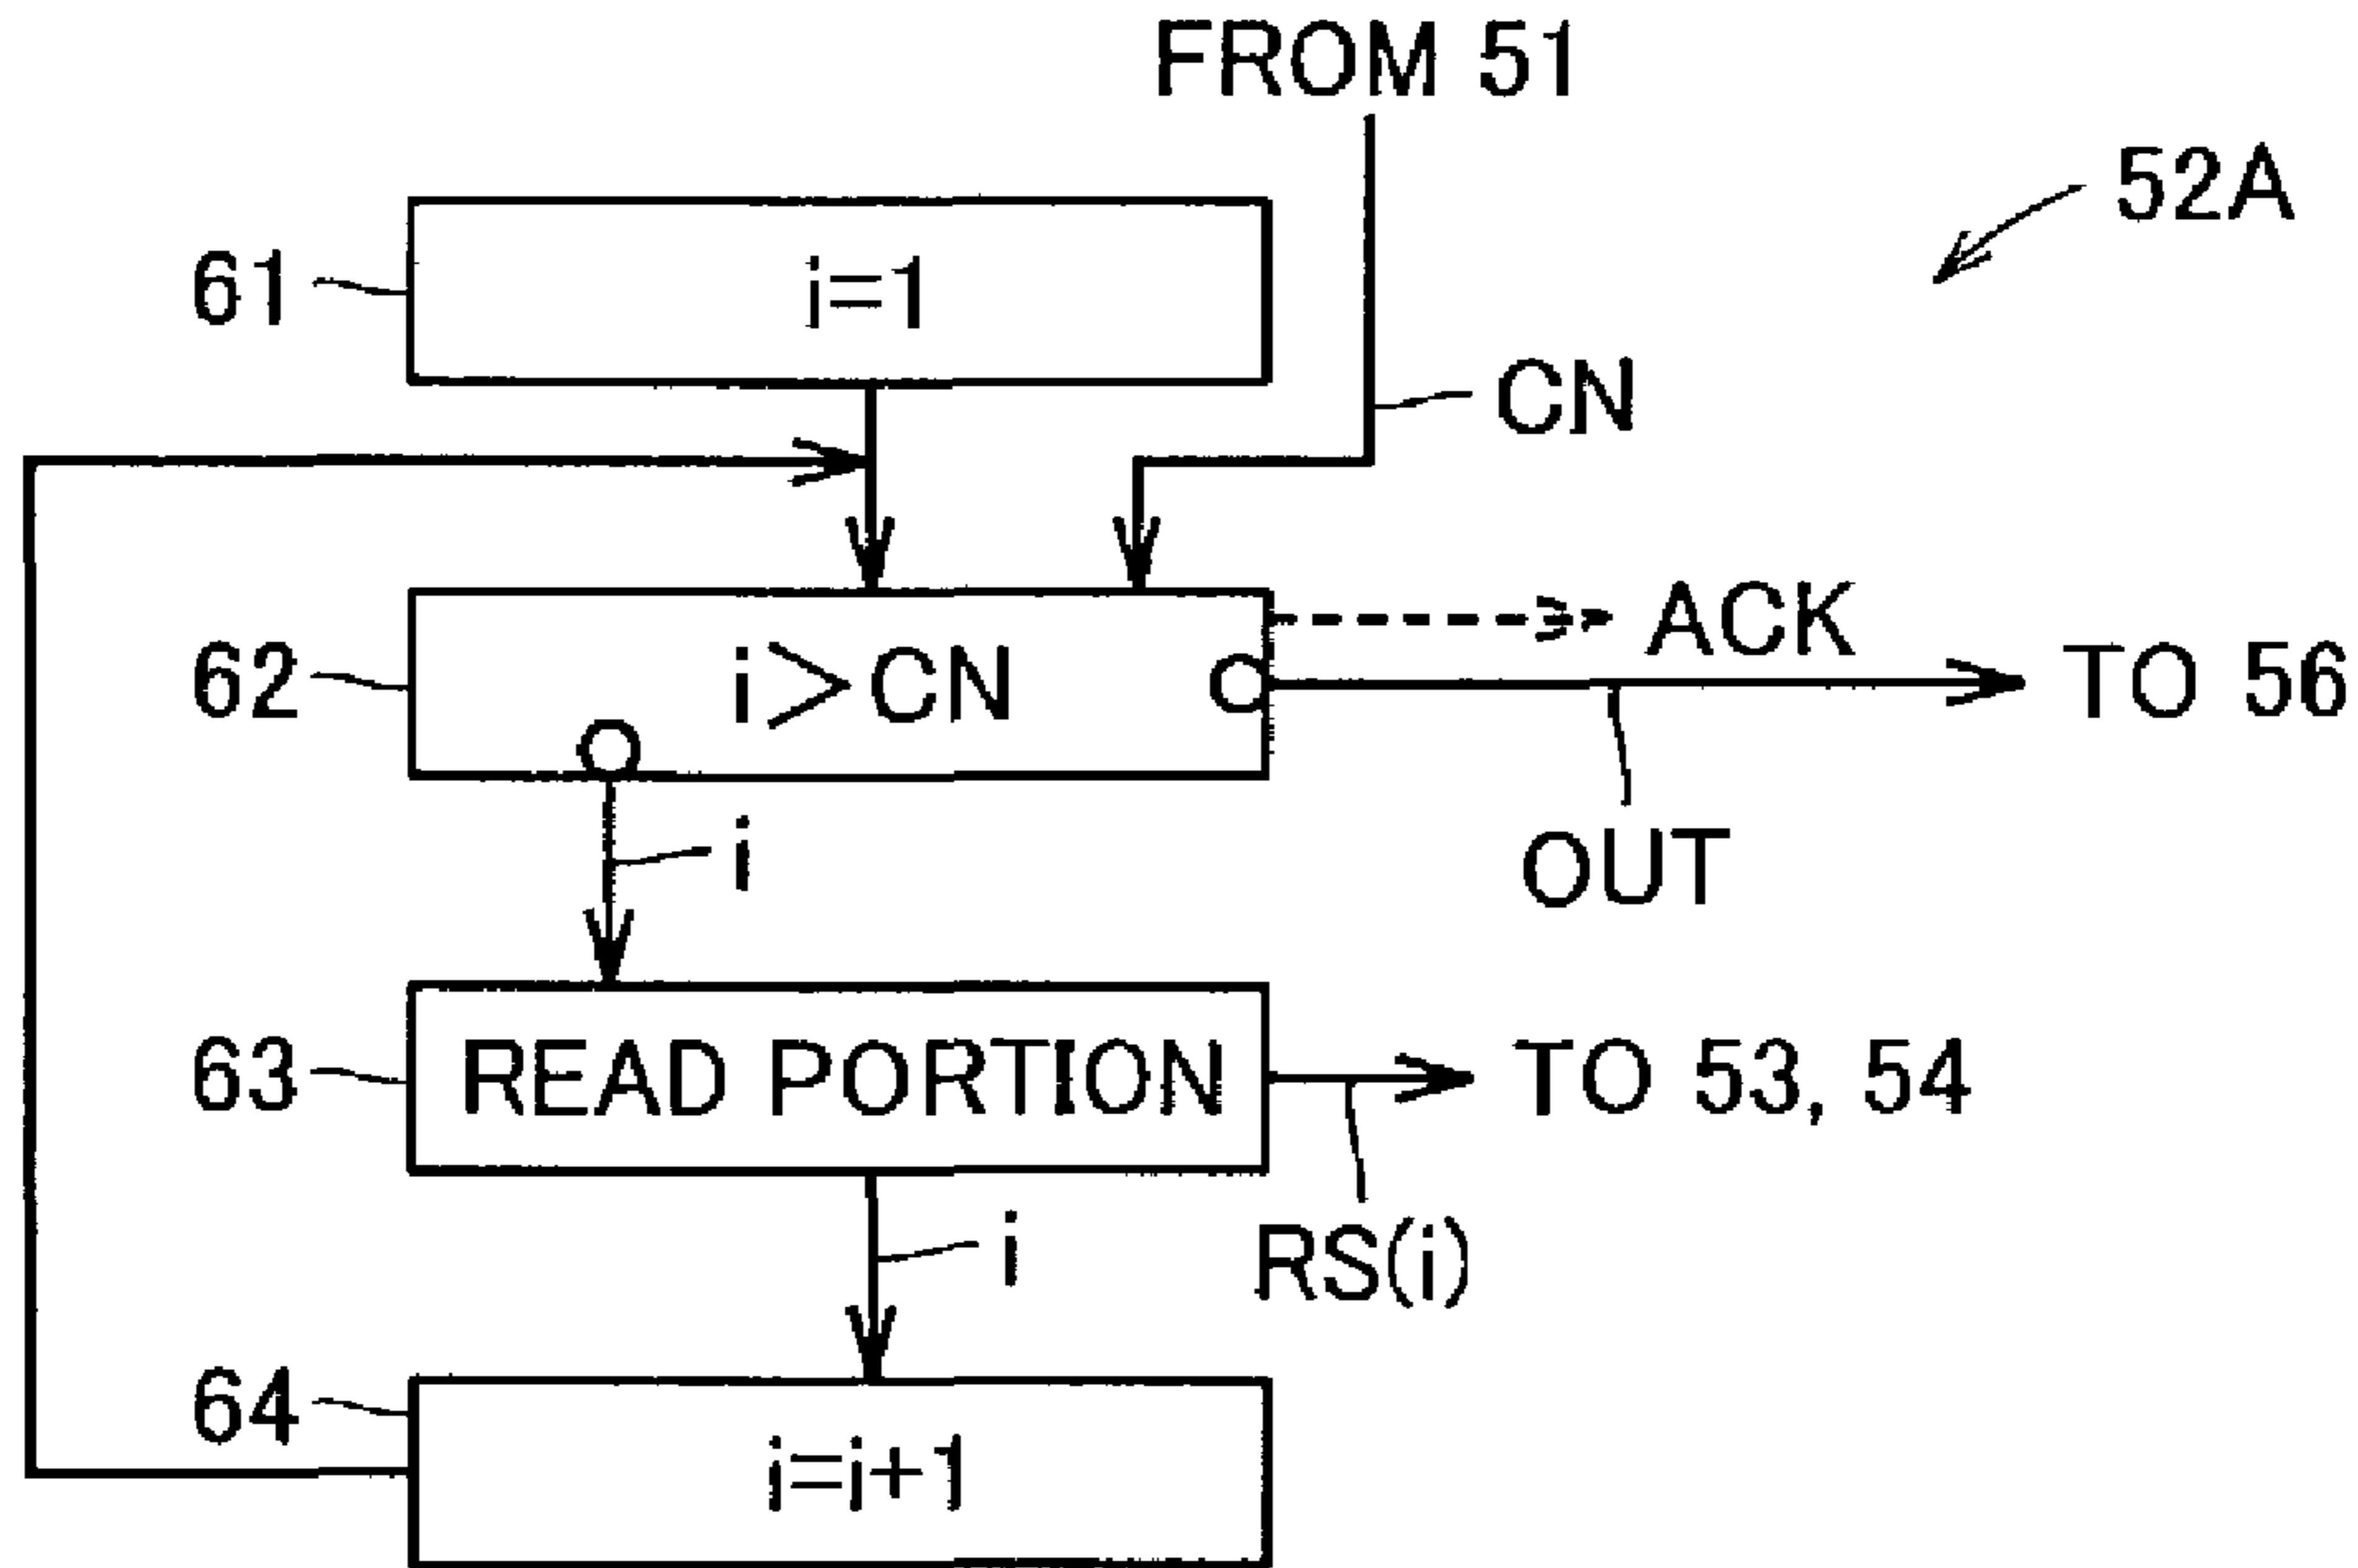 FROM 51
52A
61
i=1
CN
62
i>CN
ACK
TO 56
i
OUT
63
READ PORTION
TO 53, 54
i
RS(i)
64
i=i+1